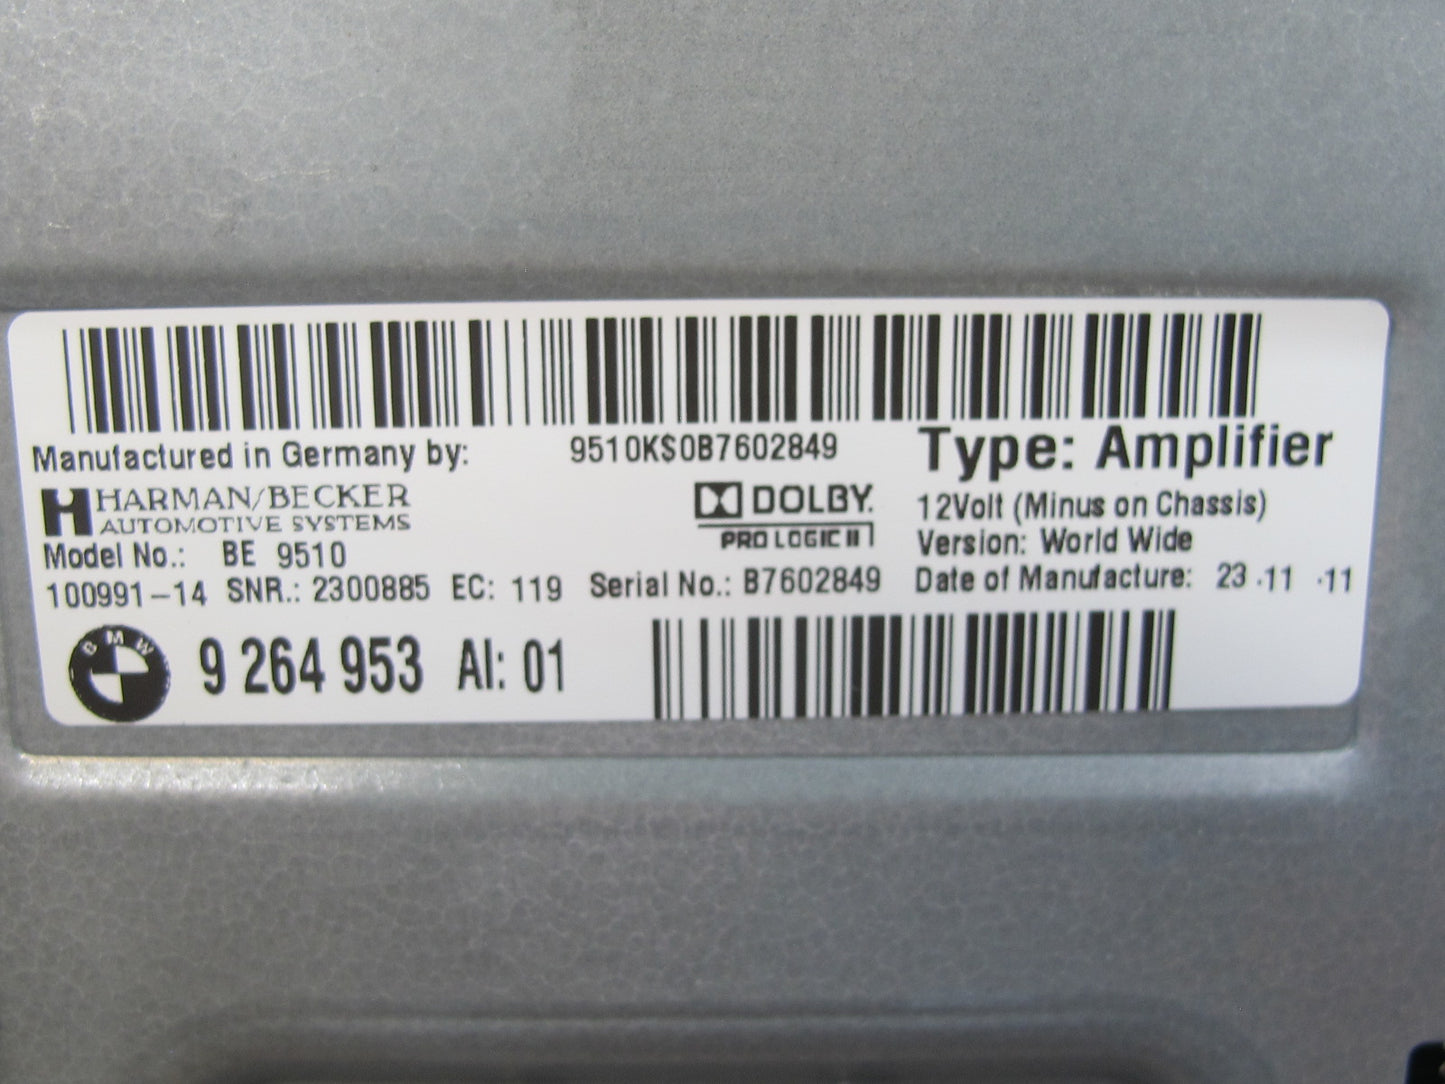 Manufactured in Germany by:
9510KS0B7602849
Type: Amplifier
HARMAN/BECKER
AUTOMOTIVE SYSTEMS
DOLBY.
PRO LOGIC II
12Volt (Minus on Chassis)
Model No.: BE 9510
Version: World Wide
100991-14 SNR.: 2300885 EC: 119 Serial No.: B7602849 Date of Manufacture: 23.11.11
BMW
9 264 953 AI: 01